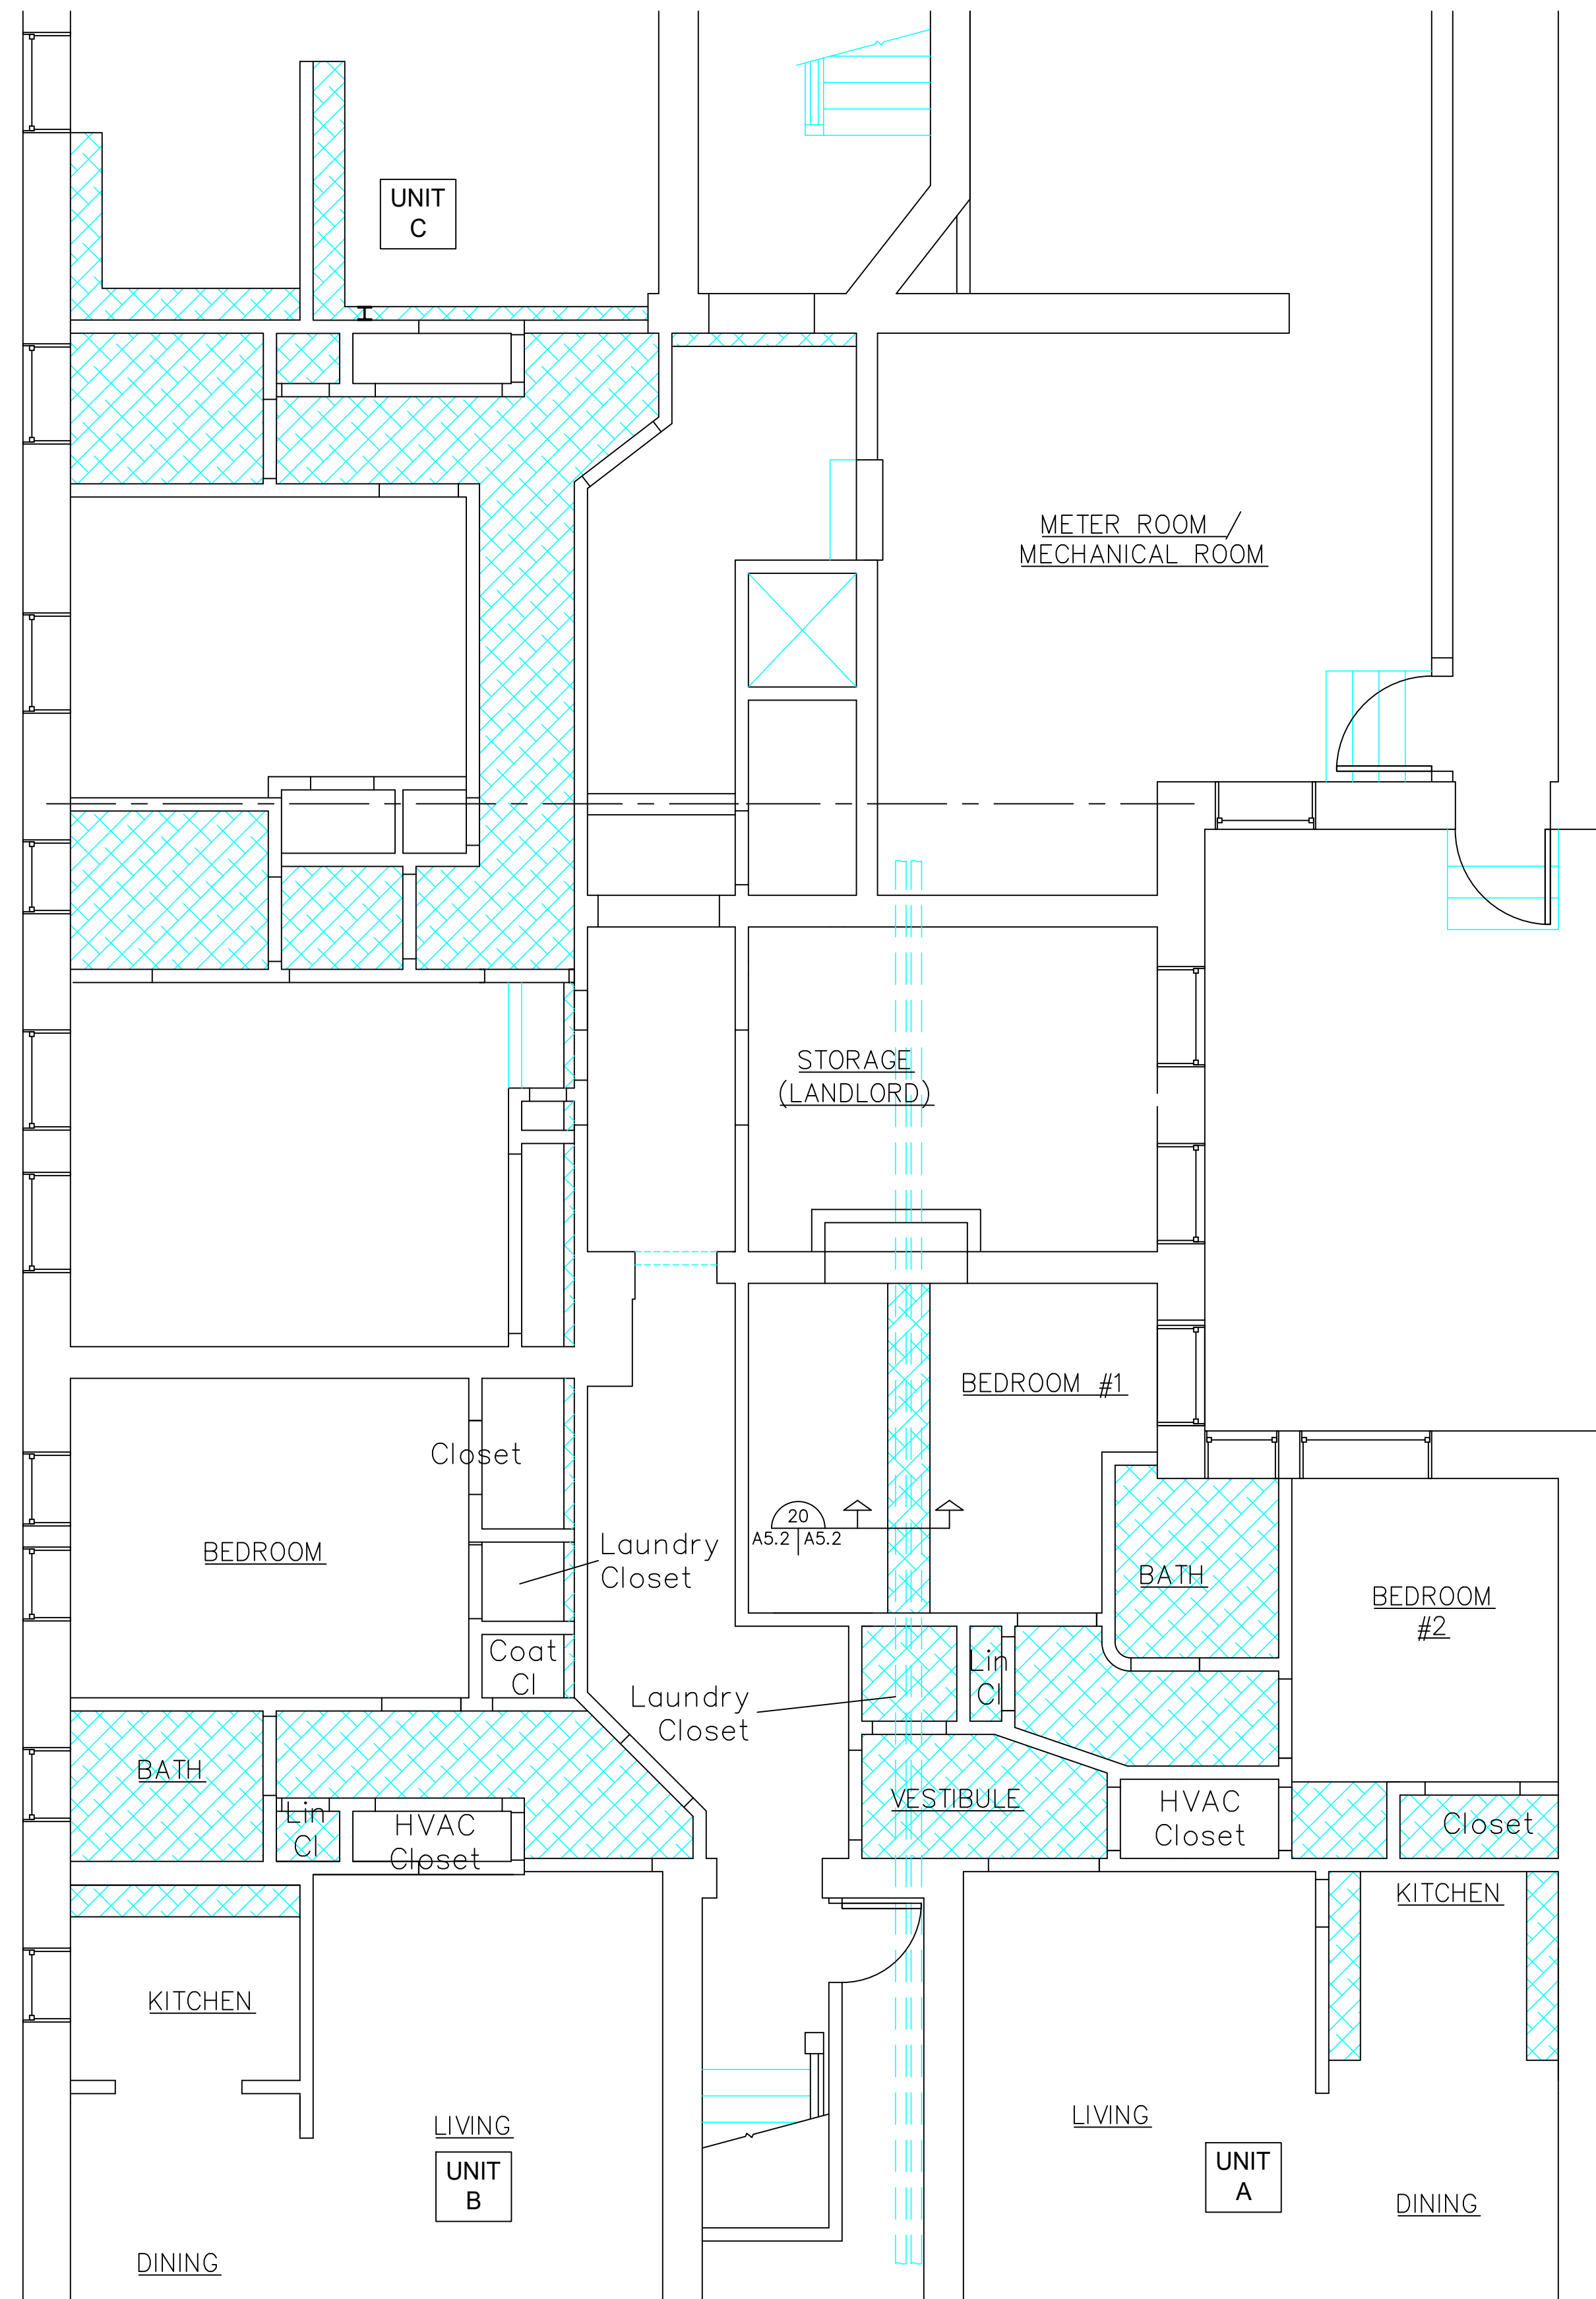 UNIT
C
METER ROOM /
MECHANICAL ROOM
STORAGE
(LANDLORD)
BEDROOM #1
Closet
20
A5.2 A5.2
BEDROOM
Laundry
Closet
BATH
BEDROOM
#2
Coat
Cl
Lin
Cl
Laundry
Closet
BATH
VESTIBULE
HVAC
Closet
Closet
Lin
Cl
HVAC
Closet
KITCHEN
KITCHEN
LIVING
LIVING
UNIT
B
UNIT
A
DINING
DINING